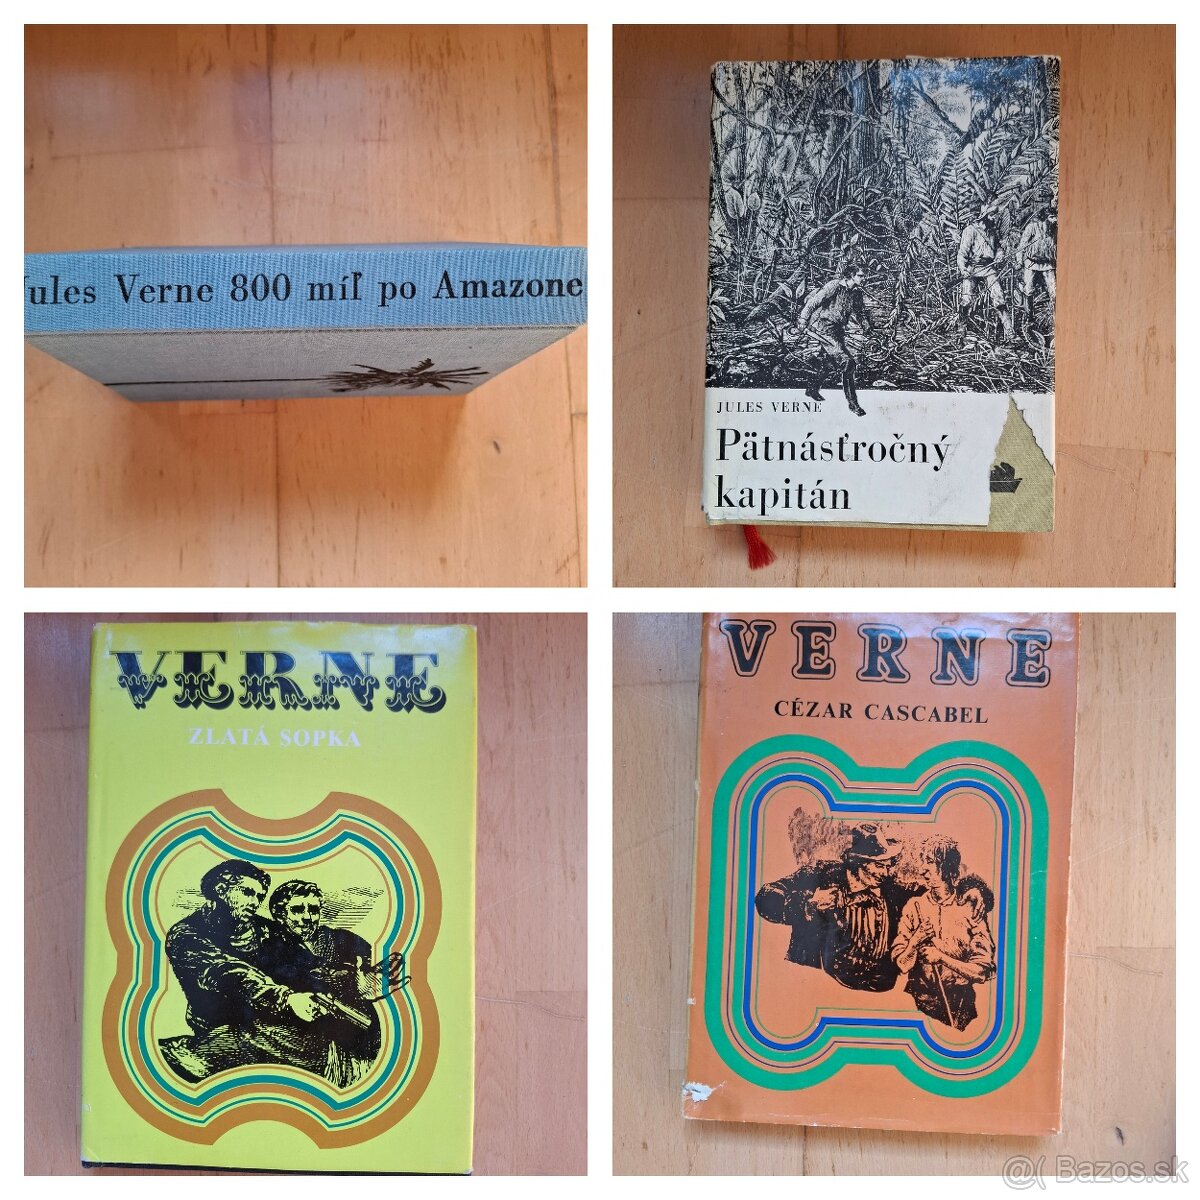 Jules Verne 800 míľ po Amazone
JULES VERNE
Pätnásťročný
kapitán
VERNE
ZLATÁ SOPKA
VERNE
CÉZAR CASCABEL
@( Bazos.sk